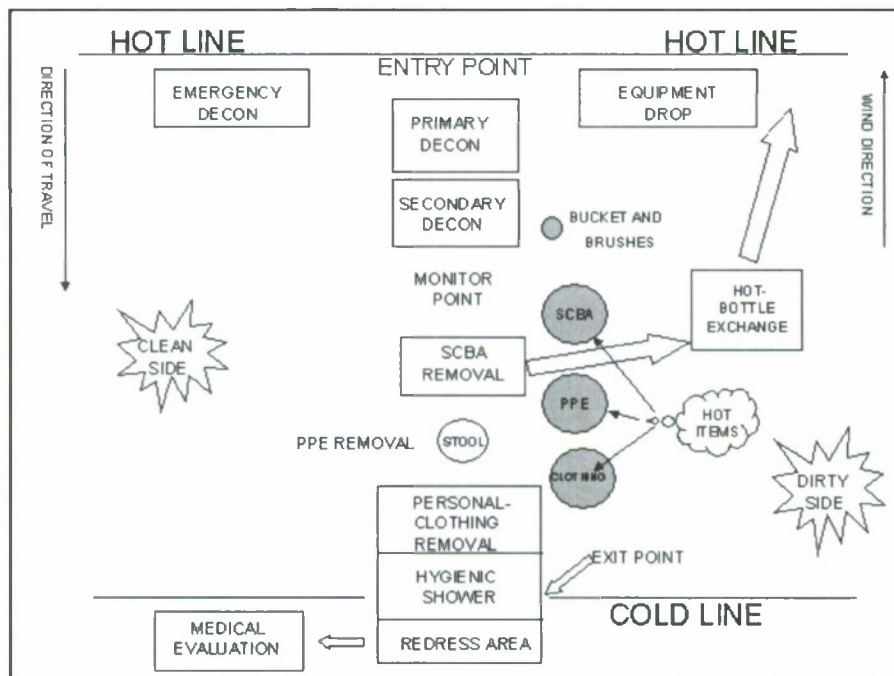 HOT LINE
HOT LINE
ENTRY POINT
DIRECTION OF TRAVEL
EMERGENCY
DECON
PRIMARY
DECON
EQUIPMENT
DROP
WIND DIRECTION
SECONDARY
DECON
BUCKET AND
BRUSHES
MONITOR
POINT
SCBA
HOT-
BOTTLE
EXCHANGE
CLEAN
SIDE
SCBA
REMOVAL
PPE
HOT
ITEMS
PPE REMOVAL
STOOL
CLOTHING
DIRTY
SIDE
PERSONAL-
CLOTHING
REMOVAL
HYGIENIC
SHOWER
EXIT POINT
COLD LINE
MEDICAL
EVALUATION
REDRESS AREA